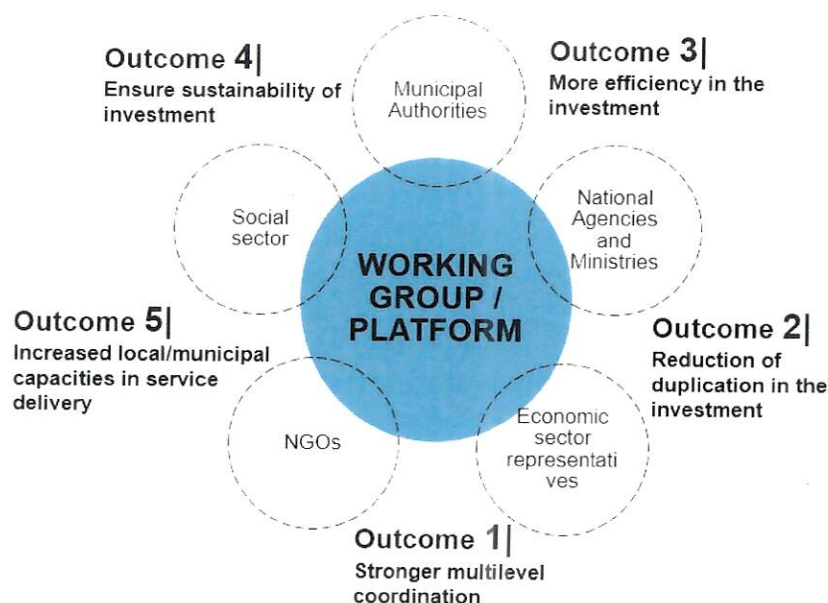 Outcome 4|
Ensure sustainability of
investment
Municipal
Authorities
Outcome 3|
More efficiency in the
investment
Social
sector
National
Agencies
and
Ministries
WORKING
GROUP /
PLATFORM
Outcome 5|
Increased local/municipal
capacities in service
delivery
Outcome 2|
Reduction of
duplication in the
investment
NGOs
Economic
sector
representati
ves
Outcome 1|
Stronger multilevel
coordination